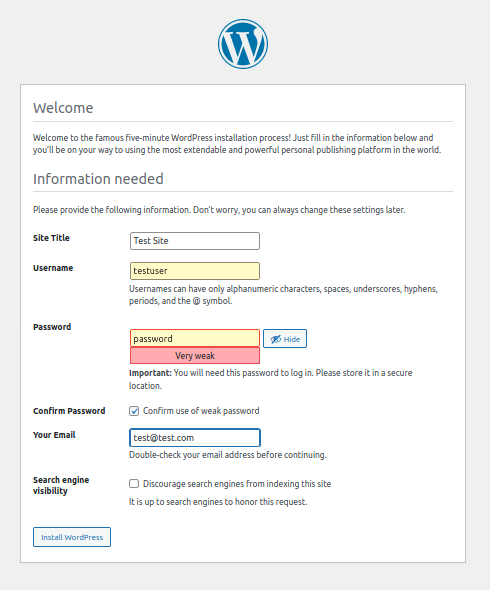 Welcome
Welcome to the famous five-minute WordPress installation process! Just fill in the information below and
you'll be on your way to using the most extendable and powerful personal publishing platform in the world.
Information needed
Please provide the following information. Don't worry, you can always change these settings later.
Site Title
Test Site
Username
testuser
Usernames can have only alphanumeric characters, spaces, underscores, hyphens,
periods, and the @ symbol.
Password
password
Hide
Very weak
Important: You will need this password to log in. Please store it in a secure
location.
Confirm Password
Confirm use of weak password
Your Email
test@test.com
Double-check your email address before continuing.
Search engine
visibility
Discourage search engines from indexing this site
It is up to search engines to honor this request.
Install WordPress